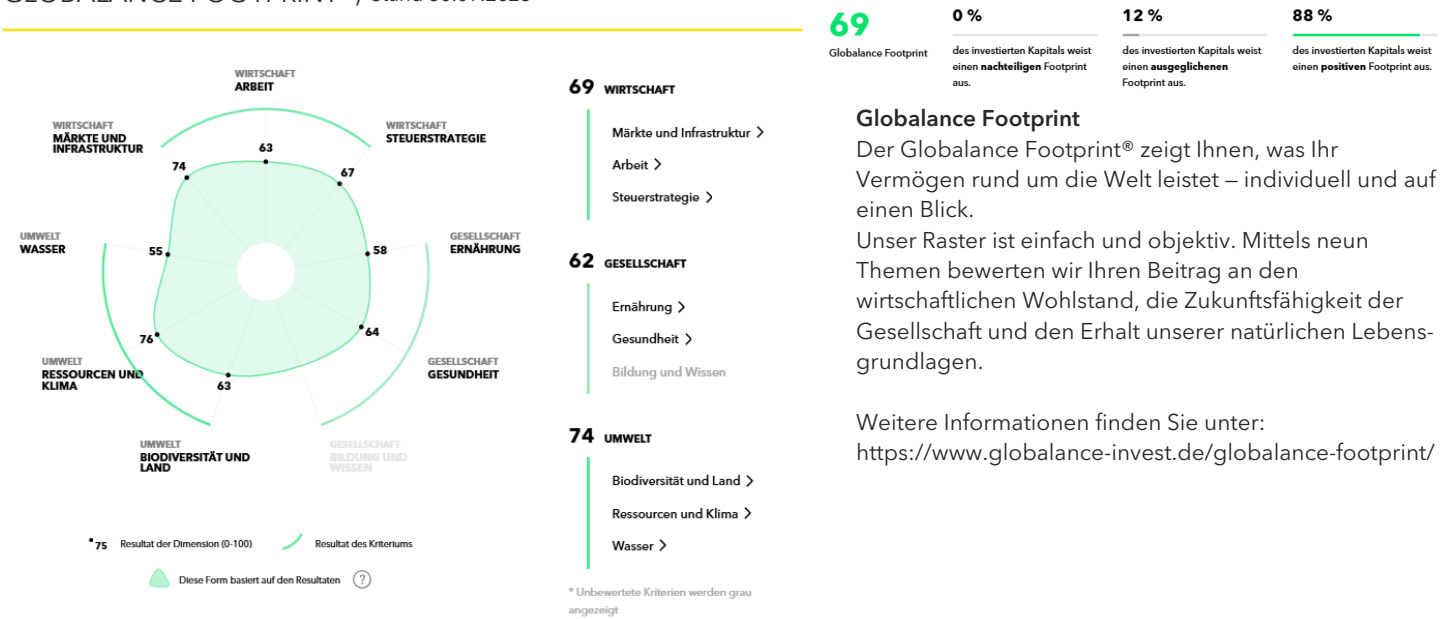 69
Globalance Footprint
0 %
des investierten Kapitals weist
einen nachteiligen Footprint
aus.
12 %
des investierten Kapitals weist
einen ausgeglichenen
Footprint aus.
88 %
des investierten Kapitals weist
einen positiven Footprint aus.
WIRTSCHAFT
ARBEIT
WIRTSCHAFT
MÄRKTE UND
INFRASTRUKTUR
WIRTSCHAFT
STEUERSTRATEGIE
63
74
67
UMWELT
WASSER
55
58
GESELLSCHAFT
ERNÄHRUNG
76
64
UMWELT
RESSOURCEN UND
KLIMA
63
GESELLSCHAFT
GESUNDHEIT
UMWELT
BIODIVERSITÄT UND
LAND
GESELLSCHAFT
BILDUNG UND
WISSEN
75 Resultat der Dimension (0-100)
Resultat des Kriteriums
Diese Form basiert auf den Resultaten ?
69 WIRTSCHAFT
Märkte und Infrastruktur >
Arbeit >
Steuerstrategie >
62 GESELLSCHAFT
Ernährung >
Gesundheit >
Bildung und Wissen
74 UMWELT
Biodiversität und Land >
Ressourcen und Klima >
Wasser >
* Unbewertete Kriterien werden grau
angezeigt
Globalance Footprint
Der Globalance Footprint® zeigt Ihnen, was Ihr
Vermögen rund um die Welt leistet – individuell und auf
einen Blick.
Unser Raster ist einfach und objektiv. Mittels neun
Themen bewerten wir Ihren Beitrag an den
wirtschaftlichen Wohlstand, die Zukunftsfähigkeit der
Gesellschaft und den Erhalt unserer natürlichen Lebens-
grundlagen.
Weitere Informationen finden Sie unter:
https://www.globalance-invest.de/globalance-footprint/